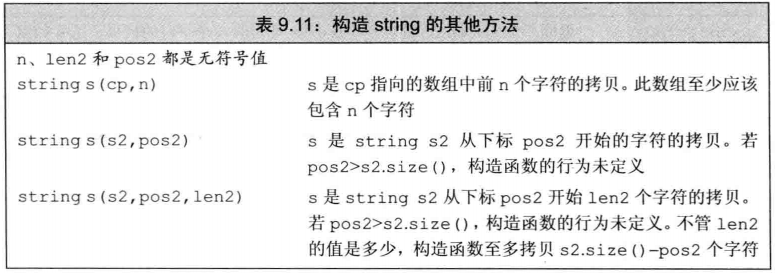 表 9.11：构造 string 的其他方法
n、len2 和 pos2 都是无符号值
string s(cp,n)
s 是 cp 指向的数组中前 n 个字符的拷贝。此数组至少应该
包含 n 个字符
string s(s2,pos2)
s 是 string s2 从下标 pos2 开始的字符的拷贝。若
pos2>s2.size()，构造函数的行为未定义
string s(s2,pos2,len2)
s 是 string s2 从下标 pos2 开始 len2 个字符的拷贝。
若 pos2>s2.size()，构造函数的行为未定义。不管 len2
的值是多少，构造函数至多拷贝 s2.size()-pos2 个字符